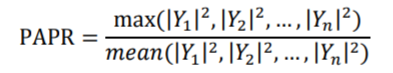 PAPR = max(|Y₁|², |Y₂|², …, |Yₙ|²) / mean(|Y₁|², |Y₂|², …, |Yₙ|²)